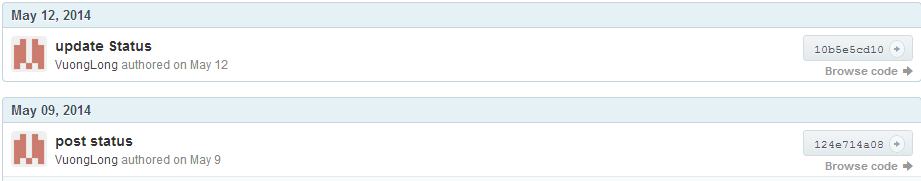 May 12, 2014
update Status
10b5e5cd10
VuongLong authored on May 12
Browse code
May 09, 2014
post status
124e714a08
VuongLong authored on May 9
Browse code